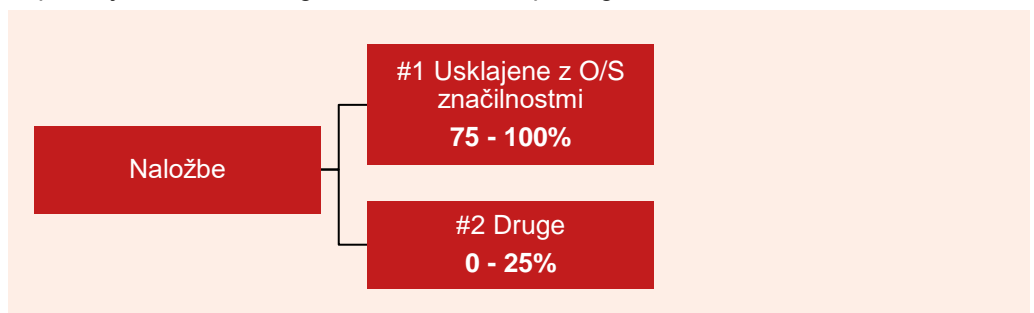 Naložbe
#1 Usklajene z O/S
značilnostmi
75 - 100%
#2 Druge
0 - 25%